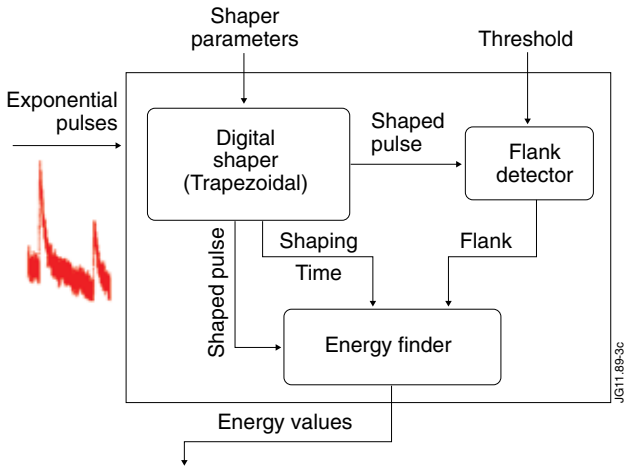 Shaper
parameters
Threshold
Exponential
pulses
Digital
shaper
(Trapezoidal)
Shaped
pulse
Flank
detector
Shaping
Time
Flank
Shaped pulse
Energy finder
Energy values
JG11.89-3c